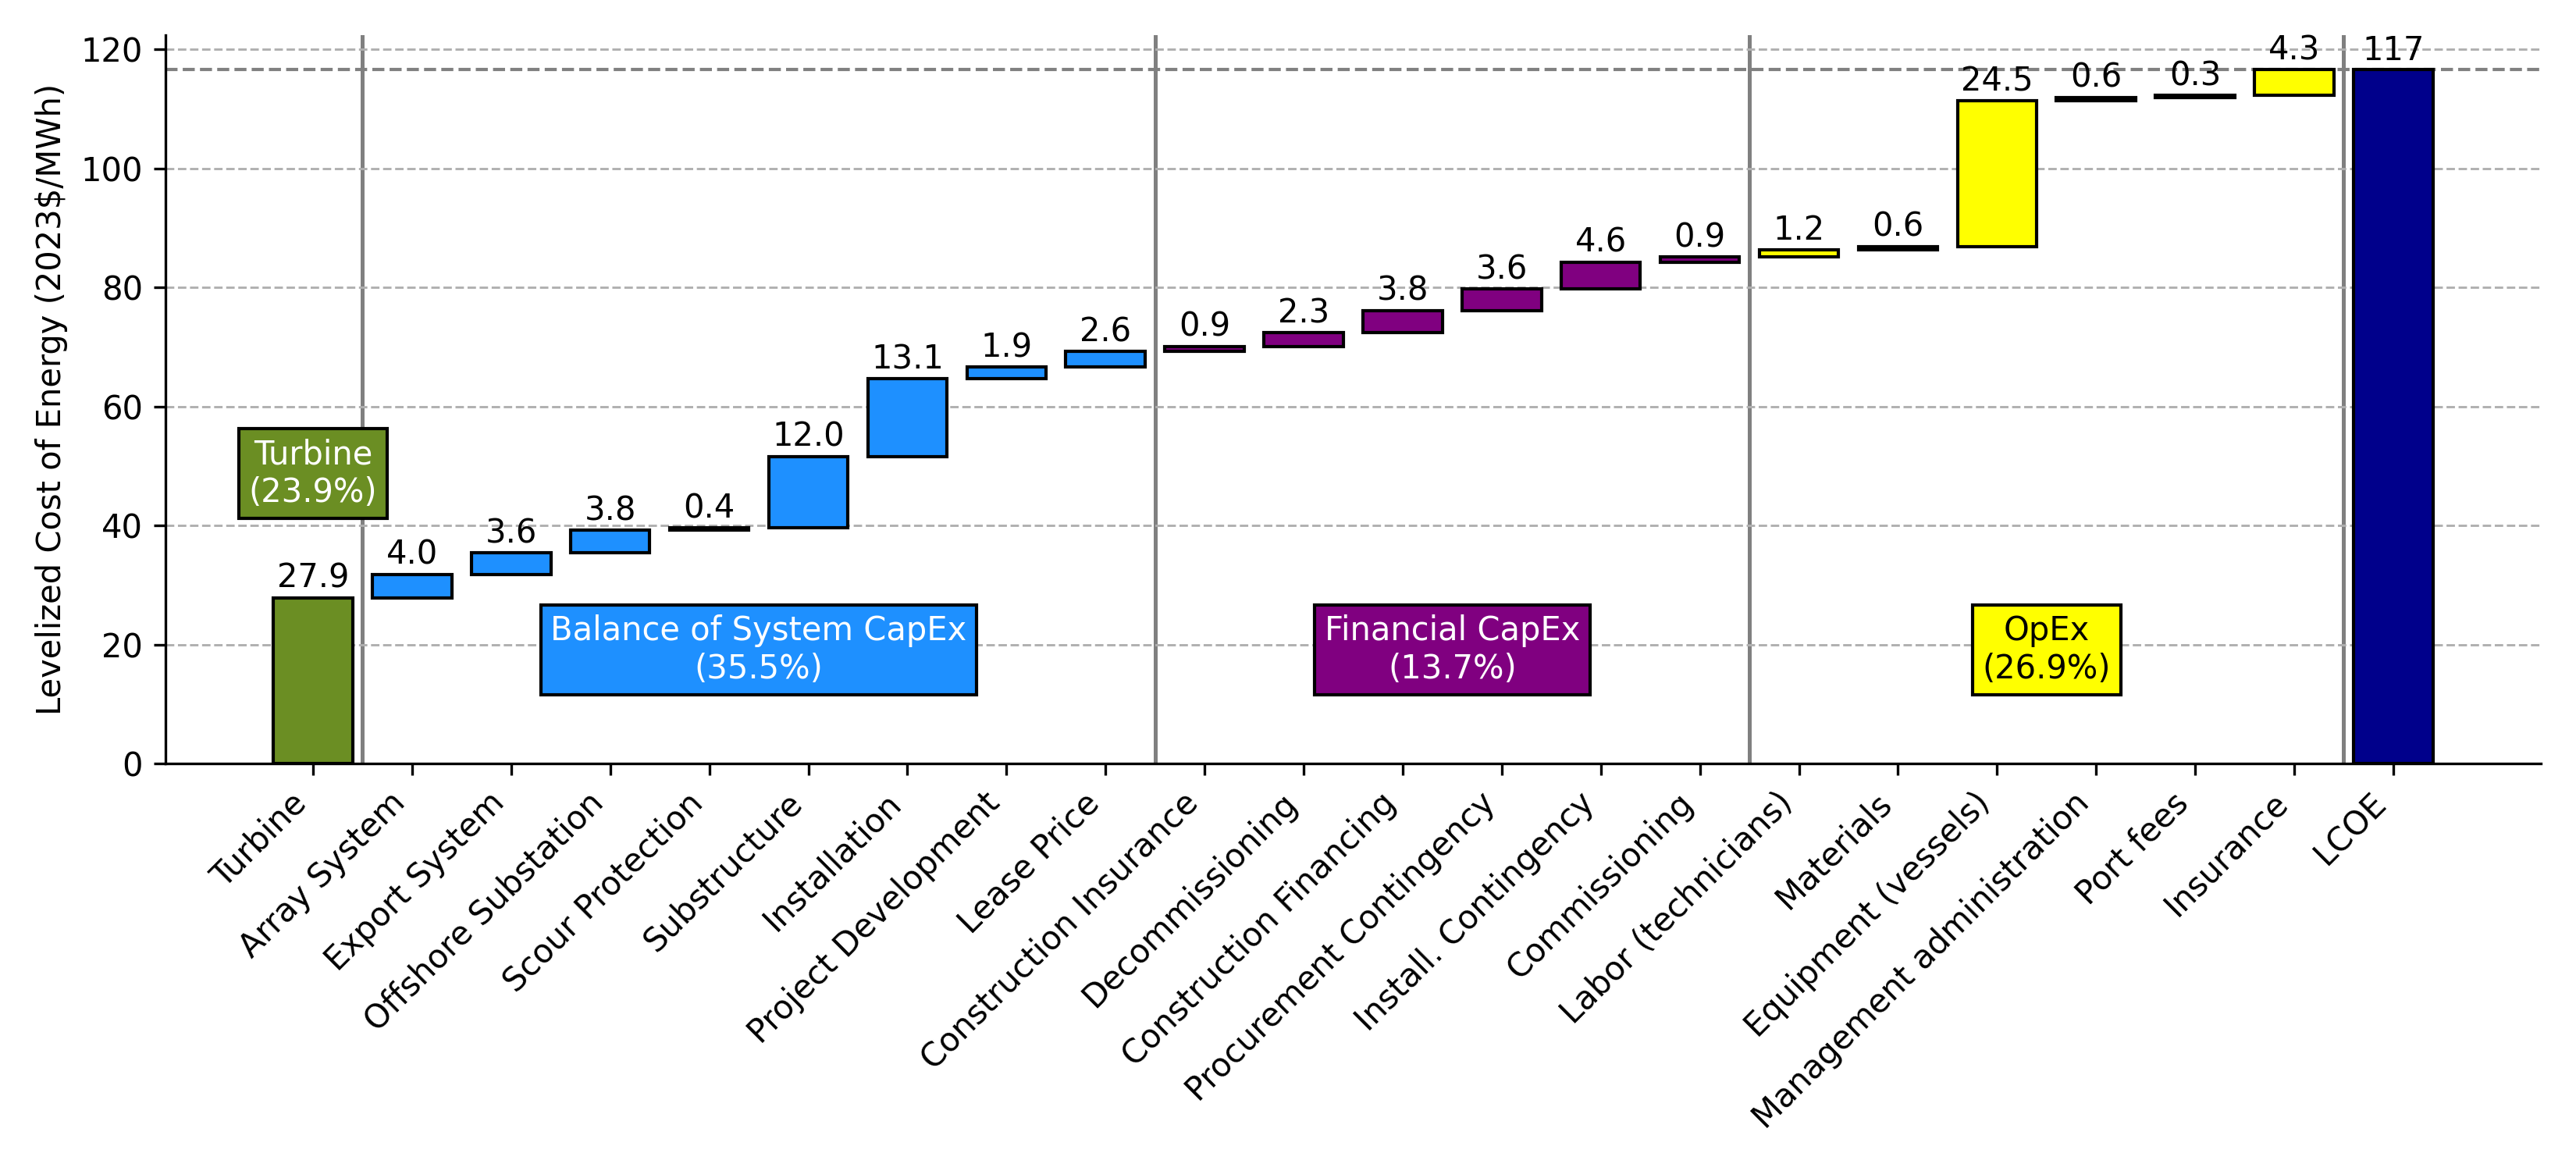 Levelized Cost of Energy (2023$/MWh)
120
100
80
60
40
20
0
27.9
4.0
3.6
3.8
0.4
12.0
13.1
1.9
2.6
0.9
2.3
3.8
3.6
4.6
0.9
1.2
0.6
24.5
0.6
0.3
4.3
117
Turbine
(23.9%)
Balance of System CapEx
(35.5%)
Financial CapEx
(13.7%)
OpEx
(26.9%)
Turbine
Array System
Export System
Offshore Substation
Scour Protection
Substructure
Installation
Project Development
Lease Price
Construction Insurance
Decommissioning
Construction Financing
Procurement Contingency
Install. Contingency
Commissioning
Labor (technicians)
Materials
Equipment (vessels)
Management administration
Port fees
Insurance
LCOE